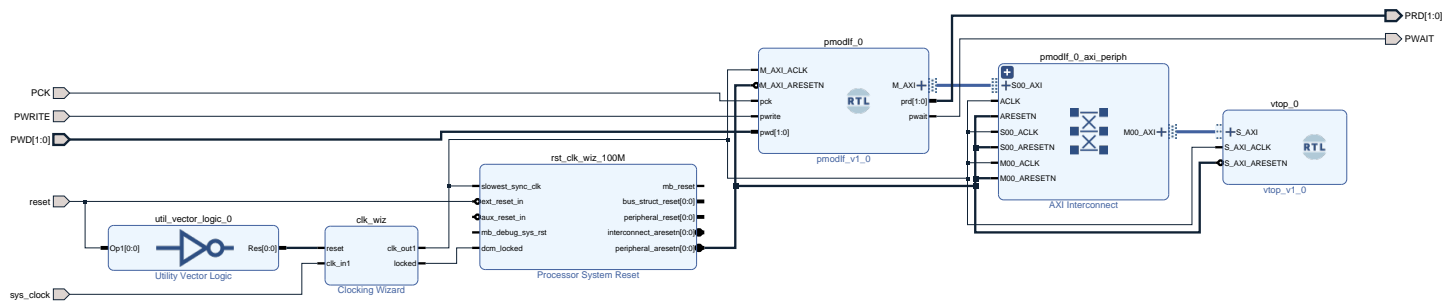 PRD[1:0]
PWAIT
PCK
PWRITE
PWD[1:0]
reset
sys_clock
util_vector_logic_0
Op1[0:0]
Res[0:0]
Utility Vector Logic
clk_wiz
reset
clk_in1
clk_out1
locked
Clocking Wizard
rst_clk_wiz_100M
slowest_sync_clk
ext_reset_in
aux_reset_in
mb_debug_sys_rst
dcm_locked
mb_reset
bus_struct_reset[0:0]
peripheral_reset[0:0]
interconnect_aresetn[0:0]
peripheral_aresetn[0:0]
Processor System Reset
pmodIf_0
M_AXI_ACLK
M_AXI_ARESETN
pck
pwrite
pwd[1:0]
RTL
M_AXI
prd[1:0]
pwait
pmodIf_v1_0
pmodIf_0_axi_periph
S00_AXI
ACLK
ARESETN
S00_ACLK
S00_ARESETN
M00_ACLK
M00_ARESETN
M00_AXI
AXI Interconnect
vtop_0
S_AXI
S_AXI_ACLK
S_AXI_ARESETN
RTL
vtop_v1_0